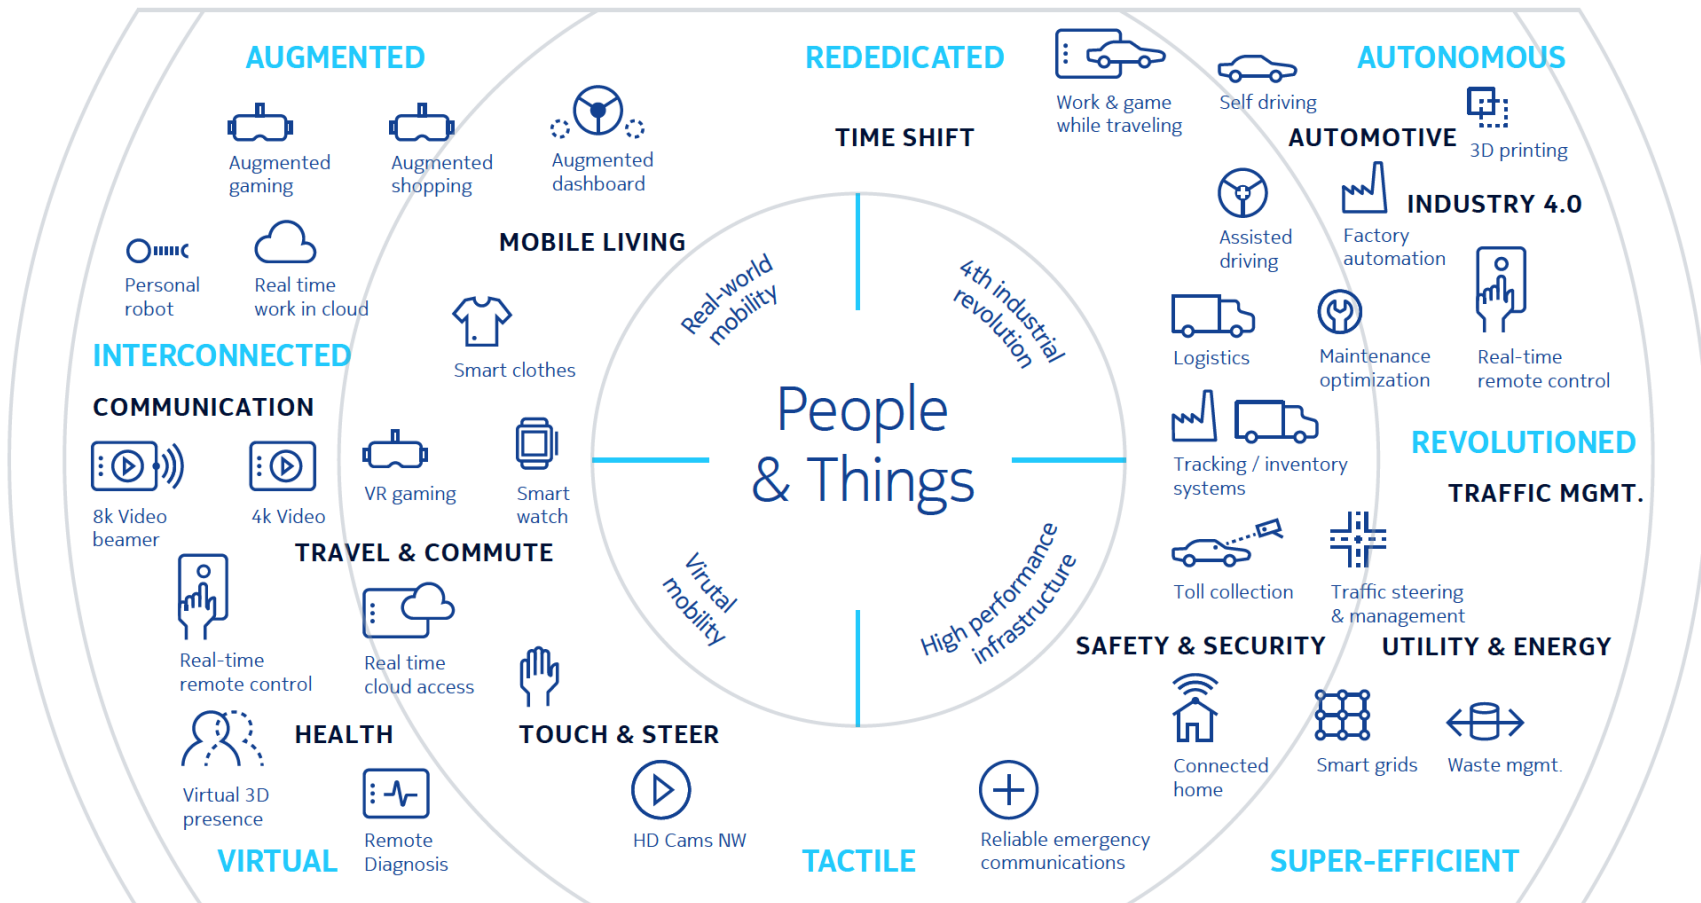 AUGMENTED
REDEDICATED
AUTONOMOUS
Work & game
while traveling
Self driving
TIME SHIFT
AUTOMOTIVE
3D printing
Augmented
gaming
Augmented
shopping
Augmented
dashboard
INDUSTRY 4.0
MOBILE LIVING
Assisted
driving
Factory
automation
Personal
robot
Real time
work in cloud
Real-world
mobility
4th industrial
revolution
INTERCONNECTED
Smart clothes
Logistics
Maintenance
optimization
Real-time
remote control
COMMUNICATION
People
& Things
REVOLUTIONED
8k Video
beamer
4k Video
VR gaming
Smart
watch
Tracking / inventory
systems
TRAFFIC MGMT.
TRAVEL & COMMUTE
Virutal
mobility
High performance
infrastructure
Toll collection
Traffic steering
& management
Real-time
remote control
Real time
cloud access
SAFETY & SECURITY
UTILITY & ENERGY
HEALTH
TOUCH & STEER
Connected
home
Smart grids
Waste mgmt.
Virtual 3D
presence
Remote
Diagnosis
HD Cams NW
Reliable emergency
communications
VIRTUAL
TACTILE
SUPER-EFFICIENT